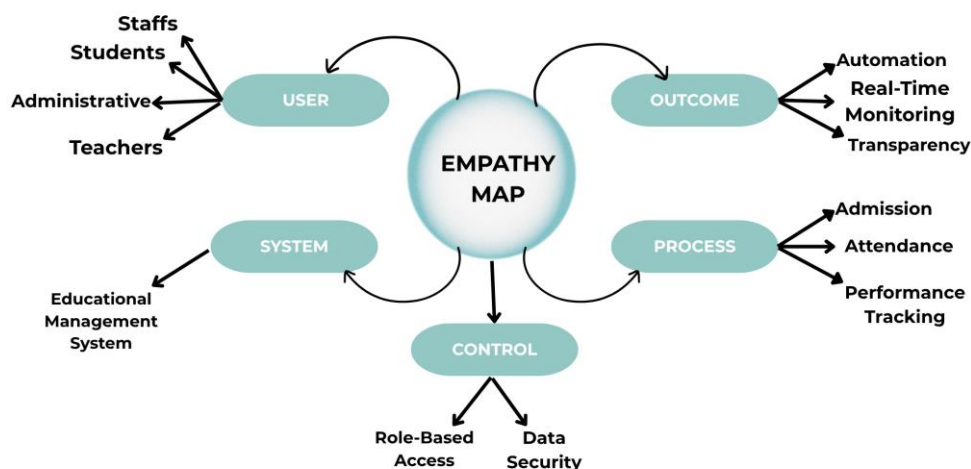 Staffs
Students
Administrative
Teachers
USER
EMPATHY
MAP
OUTCOME
Automation
Real-Time
Monitoring
Transparency
SYSTEM
Educational
Management
System
PROCESS
Admission
Attendance
Performance
Tracking
CONTROL
Role-Based
Access
Data
Security